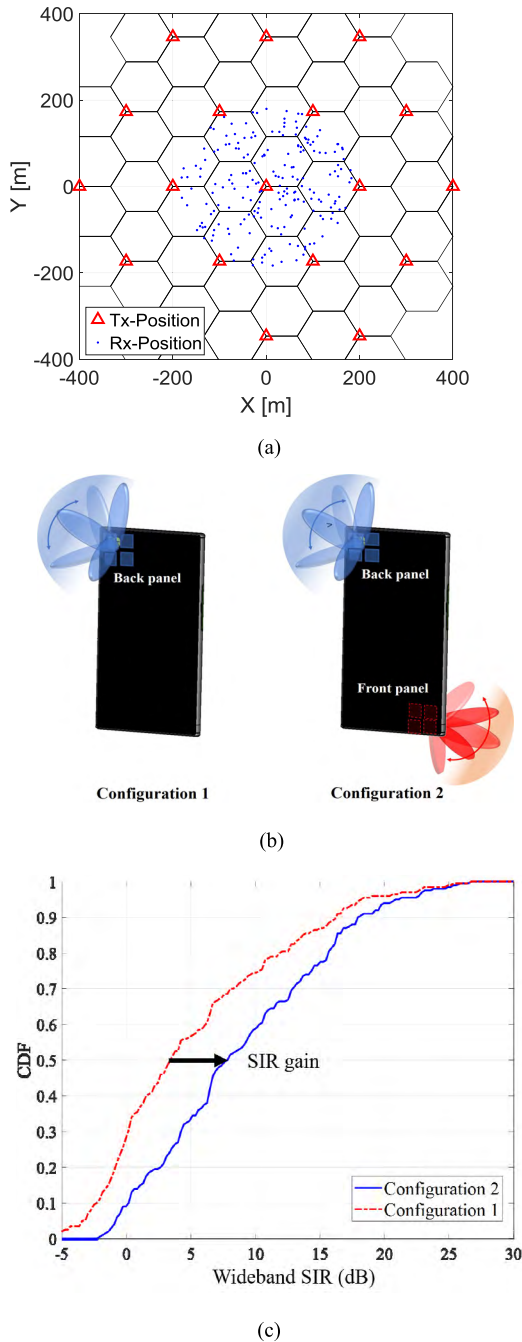 400
200
0
-200
-400
Y [m]
Tx-Position
Rx-Position
-400 -200 0 200 400
X [m]
(a)
Back panel
Back panel
Front panel
Configuration 1
Configuration 2
(b)
1
0.9
0.8
0.7
0.6
0.5
0.4
0.3
0.2
0.1
0
CDF
SIR gain
Configuration 2
Configuration 1
-5 0 5 10 15 20 25 30
Wideband SIR (dB)
(c)